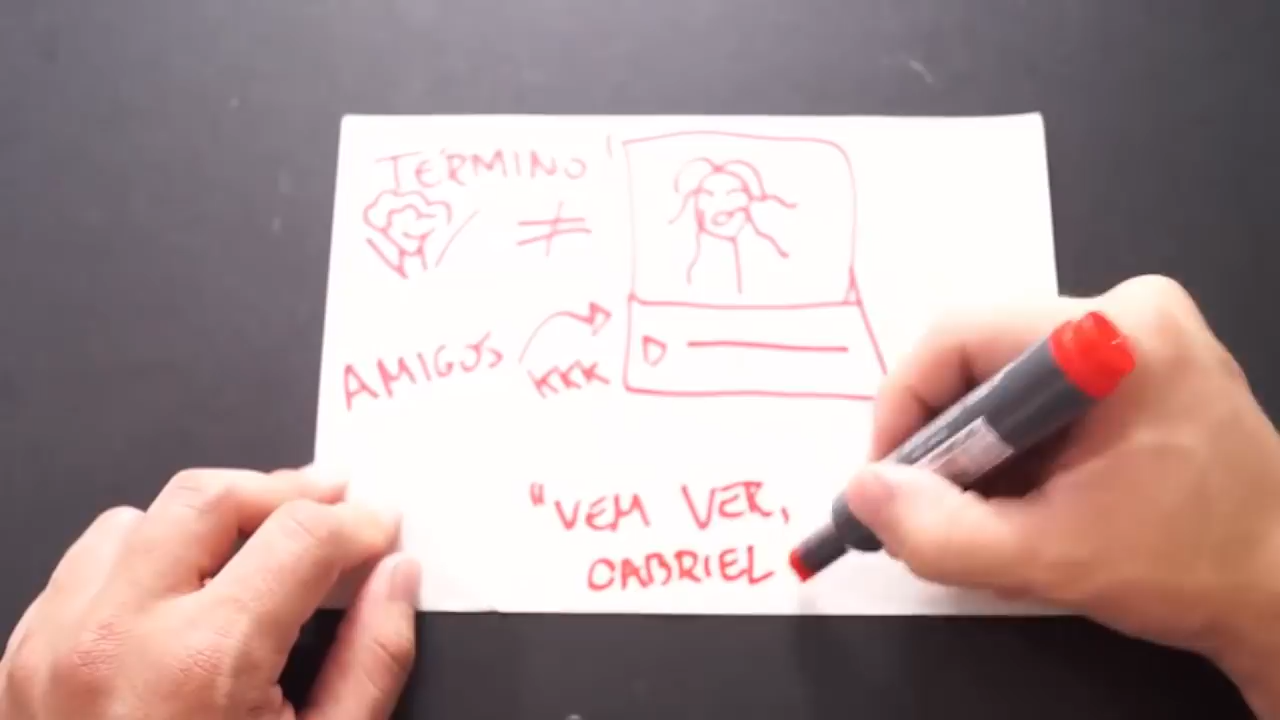 TÉRMINO
≠
AMIGOS
KKK
"VEM VER,
GABRIEL